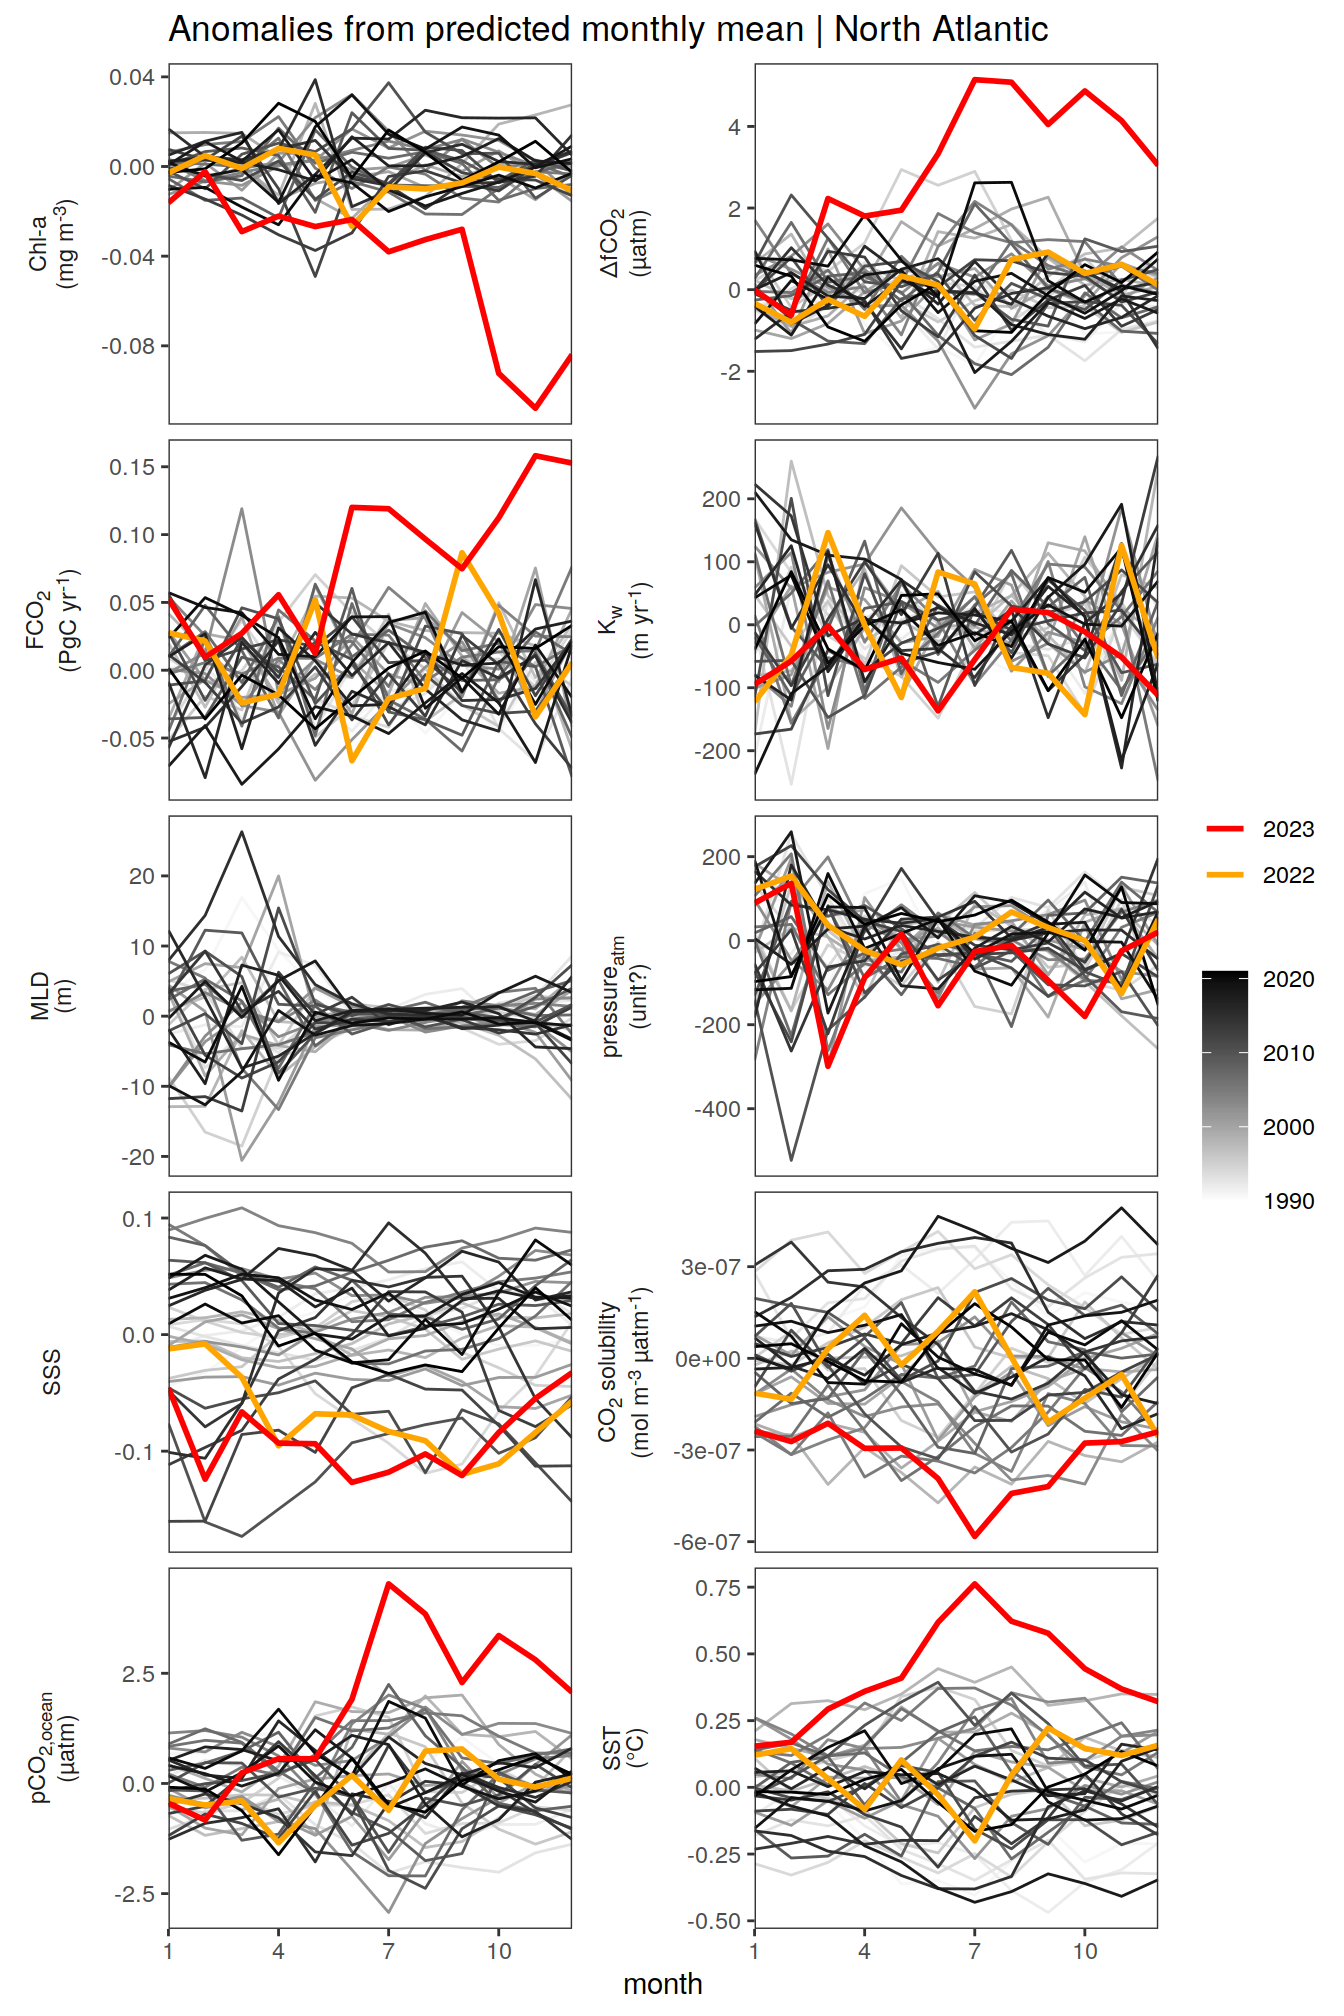 Anomalies from predicted monthly mean | North Atlantic
0.04
0.00
-0.04
-0.08
Chl-a
(mg m-3)
4
2
0
-2
ΔfCO2
(µatm)
0.15
0.10
0.05
0.00
-0.05
FCO2
(PgC yr-1)
200
100
0
-100
-200
Kw
(m yr-1)
20
10
0
-10
-20
MLD
(m)
200
0
-200
-400
pressureatm
(unit?)
0.1
0.0
-0.1
SSS
3e-07
0e+00
-3e-07
-6e-07
CO2 solubility
(mol m-3 µatm-1)
2.5
0.0
-2.5
pCO2,ocean
(µatm)
0.75
0.50
0.25
0.00
-0.25
-0.50
SST
(°C)
1 4 7 10
1 4 7 10
month
2023
2022
2020
2010
2000
1990